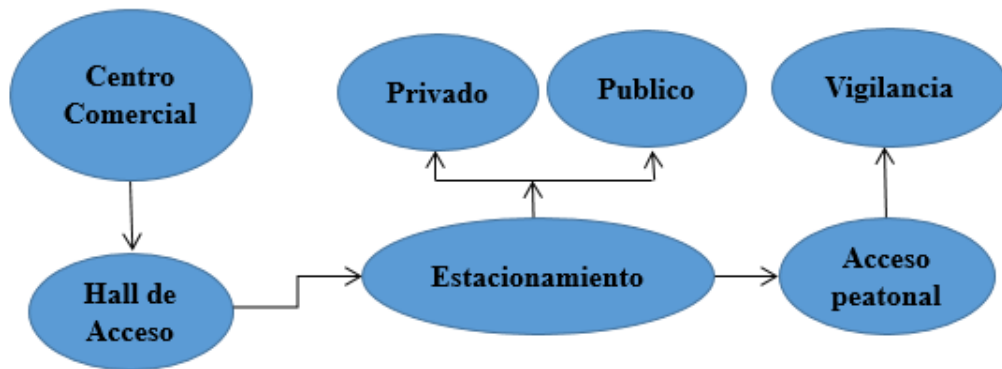 Centro
Comercial
Privado
Publico
Vigilancia
Hall de
Acceso
Estacionamiento
Acceso
peatonal